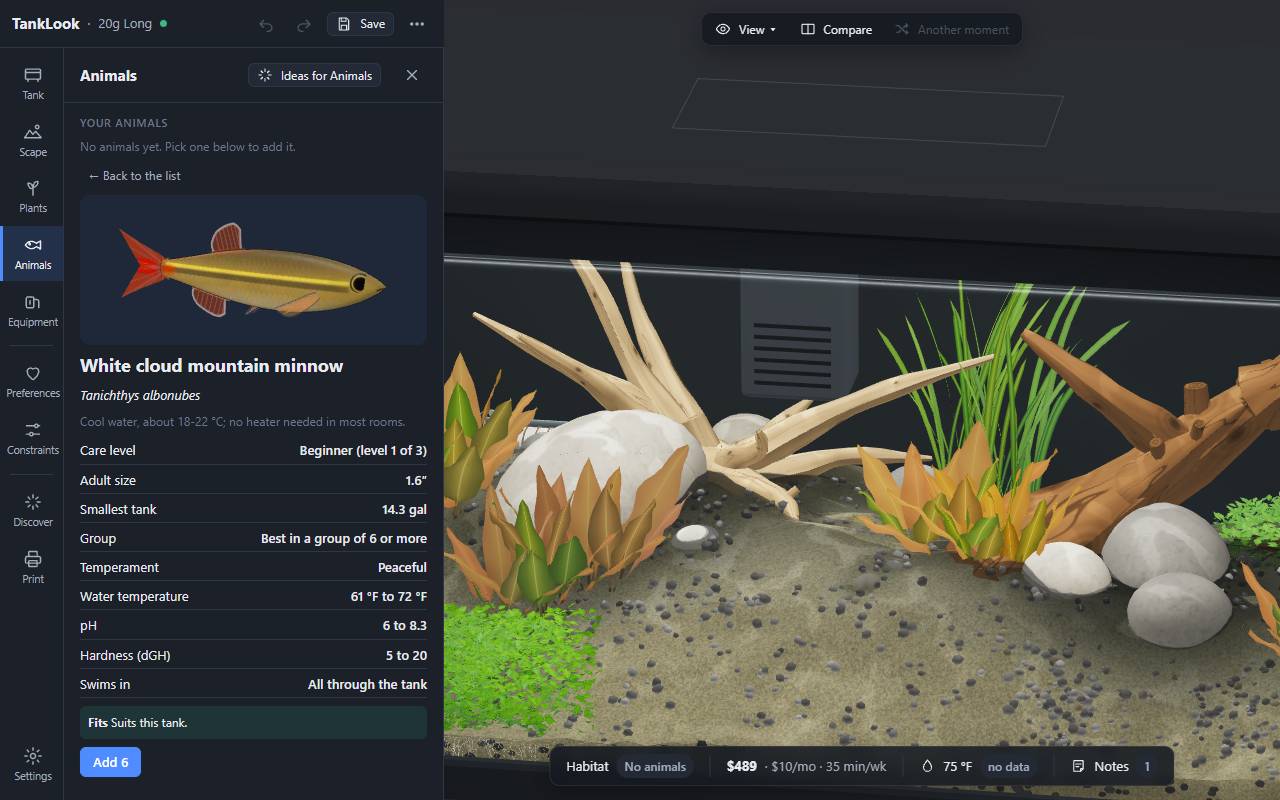 TankLook · 20g Long
Save
View
Compare
Another moment
Tank
Scape
Plants
Animals
Equipment
Preferences
Constraints
Discover
Print
Settings
Animals
Ideas for Animals
YOUR ANIMALS
No animals yet. Pick one below to add it.
← Back to the list
White cloud mountain minnow
Tanichthys albonubes
Cool water, about 18-22 °C; no heater needed in most rooms.
Care level Beginner (level 1 of 3)
Adult size 1.6"
Smallest tank 14.3 gal
Group Best in a group of 6 or more
Temperament Peaceful
Water temperature 61 °F to 72 °F
pH 6 to 8.3
Hardness (dGH) 5 to 20
Swims in All through the tank
Fits Suits this tank.
Add 6
Habitat No animals $489 · $10/mo · 35 min/wk 75 °F no data Notes 1